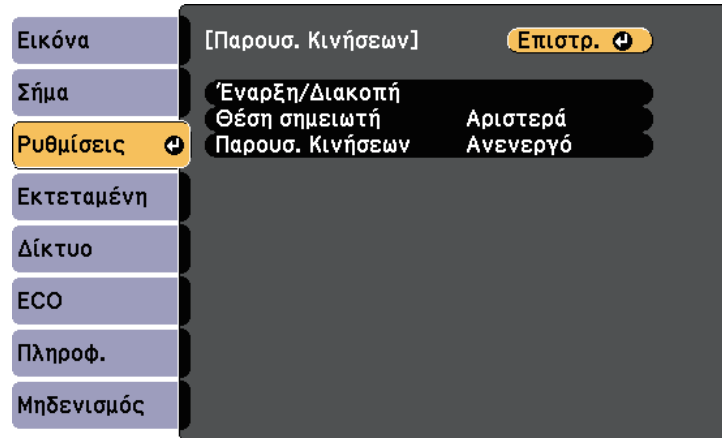 Εικόνα
Σήμα
Ρυθμίσεις
Εκτεταμένη
Δίκτυο
ECO
Πληροφ.
Μηδενισμός
[Παρουσ. Κινήσεων] Επιστρ.
Έναρξη/Διακοπή
Θέση σημειωτή Αριστερά
Παρουσ. Κινήσεων Ανενεργό